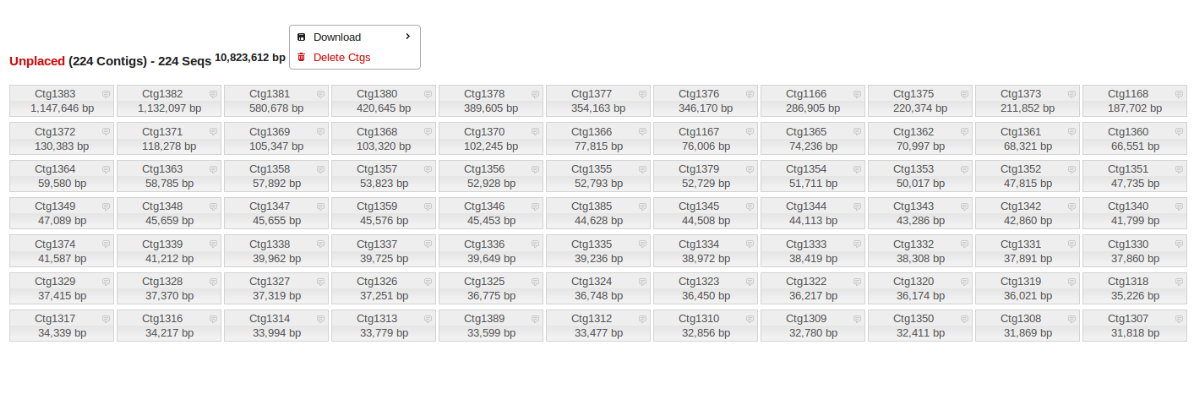 Download
Unplaced (224 Contigs) - 224 Seqs 10,823,612 bp
Delete Ctgs
Ctg1383 Ctg1382 Ctg1381 Ctg1380 Ctg1378 Ctg1377 Ctg1376 Ctg1166 Ctg1375 Ctg1373 Ctg1168
1,147,646 bp 1,132,097 bp 580,678 bp 420,645 bp 389,605 bp 354,163 bp 346,170 bp 286,905 bp 220,374 bp 211,852 bp 187,702 bp
Ctg1372 Ctg1371 Ctg1369 Ctg1368 Ctg1370 Ctg1366 Ctg1167 Ctg1365 Ctg1362 Ctg1361 Ctg1360
130,383 bp 118,278 bp 105,347 bp 103,320 bp 102,245 bp 77,815 bp 76,006 bp 74,236 bp 70,997 bp 68,321 bp 66,551 bp
Ctg1364 Ctg1363 Ctg1358 Ctg1357 Ctg1356 Ctg1355 Ctg1379 Ctg1354 Ctg1353 Ctg1352 Ctg1351
59,580 bp 58,785 bp 57,892 bp 53,823 bp 52,928 bp 52,793 bp 52,729 bp 51,711 bp 50,017 bp 47,815 bp 47,735 bp
Ctg1349 Ctg1348 Ctg1347 Ctg1359 Ctg1346 Ctg1385 Ctg1345 Ctg1344 Ctg1343 Ctg1342 Ctg1340
47,089 bp 45,659 bp 45,655 bp 45,576 bp 45,453 bp 44,628 bp 44,508 bp 44,113 bp 43,286 bp 42,860 bp 41,799 bp
Ctg1374 Ctg1339 Ctg1338 Ctg1337 Ctg1336 Ctg1335 Ctg1334 Ctg1333 Ctg1332 Ctg1331 Ctg1330
41,587 bp 41,212 bp 39,962 bp 39,725 bp 39,649 bp 39,236 bp 38,972 bp 38,419 bp 38,308 bp 37,891 bp 37,860 bp
Ctg1329 Ctg1328 Ctg1327 Ctg1326 Ctg1325 Ctg1324 Ctg1323 Ctg1322 Ctg1320 Ctg1319 Ctg1318
37,415 bp 37,370 bp 37,319 bp 37,251 bp 36,775 bp 36,748 bp 36,450 bp 36,217 bp 36,174 bp 36,021 bp 35,226 bp
Ctg1317 Ctg1316 Ctg1314 Ctg1313 Ctg1389 Ctg1312 Ctg1310 Ctg1309 Ctg1350 Ctg1308 Ctg1307
34,339 bp 34,217 bp 33,994 bp 33,779 bp 33,599 bp 33,477 bp 32,856 bp 32,780 bp 32,411 bp 31,869 bp 31,818 bp